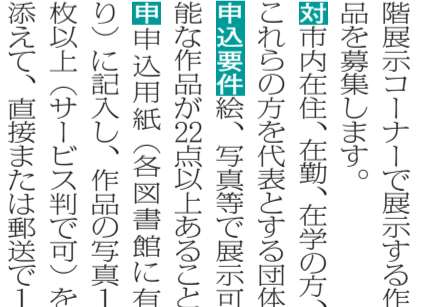 階展示コーナーで展示する作
品を募集します。
対市内在住、在勤、在学の方、
これらの方を代表とする団体
申込要件絵、写真等で展示可
能な作品が22点以上あること
申申込用紙（各図書館に有
り）に記入し、作品の写真1
枚以上（サービス判で可）を
添えて、直接または郵送で1